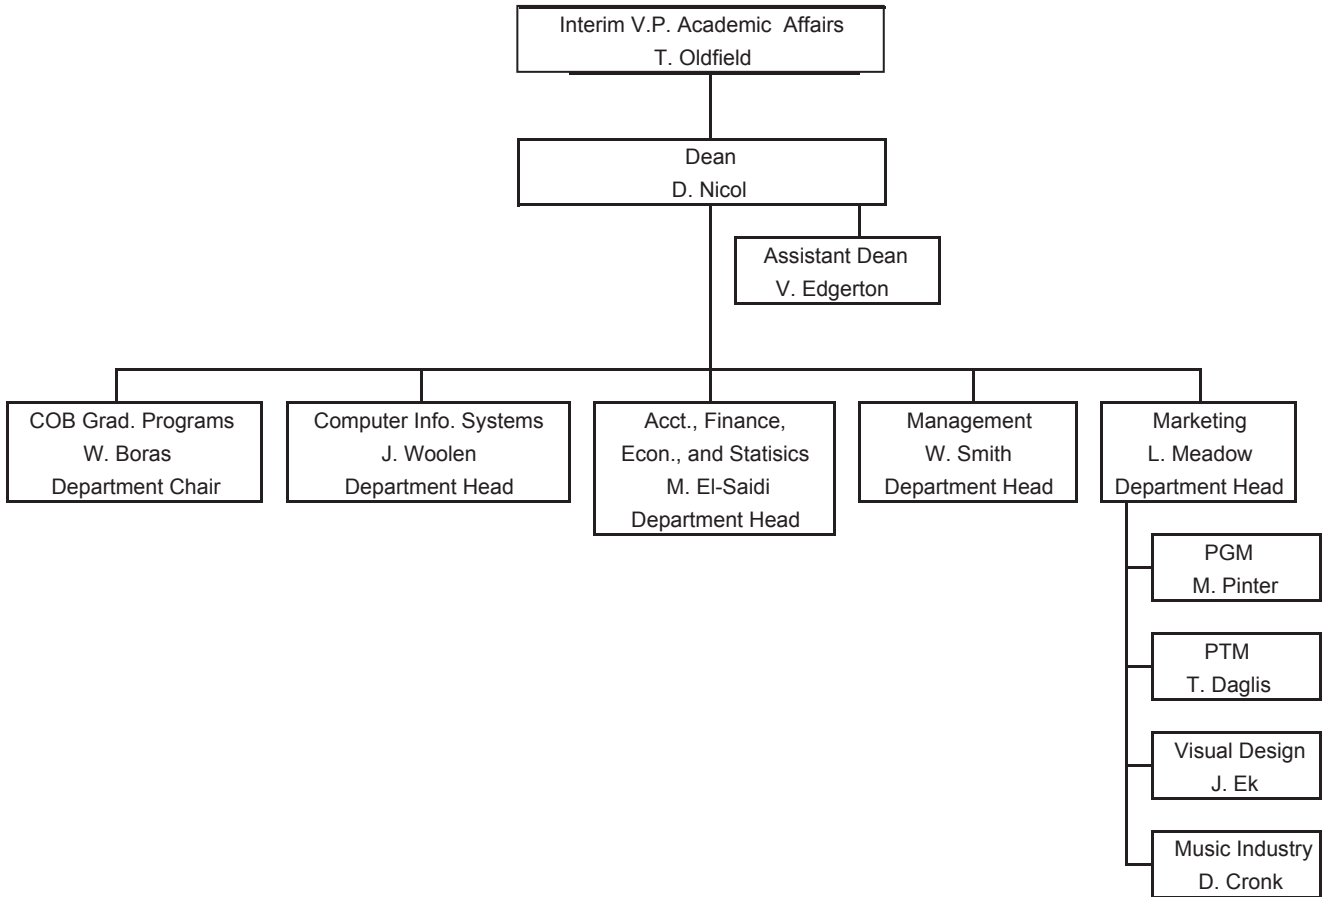 Interim V.P. Academic Affairs
T. Oldfield
Dean
D. Nicol
Assistant Dean
V. Edgerton
COB Grad. Programs
W. Boras
Department Chair
Computer Info. Systems
J. Woolen
Department Head
Acct., Finance,
Econ., and Statisics
M. El-Saidi
Department Head
Management
W. Smith
Department Head
Marketing
L. Meadow
Department Head
PGM
M. Pinter
PTM
T. Daglis
Visual Design
J. Ek
Music Industry
D. Cronk